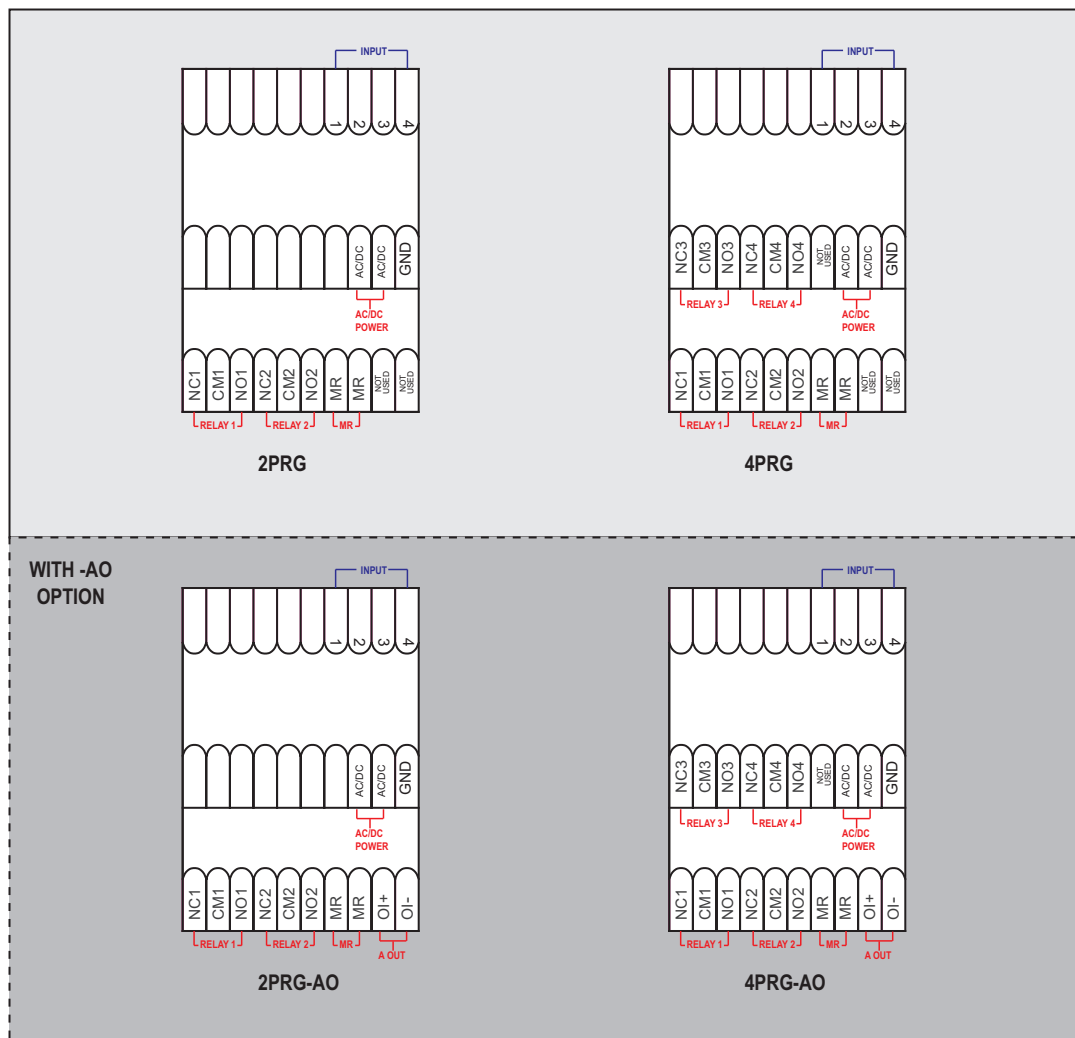 INPUT
1 2 3 4
AC/DC AC/DC GND
AC/DC
POWER
NC1 CM1 NO1 NC2 CM2 NO2 MR MR NOT USED NOT USED
RELAY 1 RELAY 2 MR
2PRG
INPUT
1 2 3 4
NC3 CM3 NO3 NC4 CM4 NO4 NOT USED AC/DC AC/DC GND
RELAY 3 RELAY 4 AC/DC
POWER
NC1 CM1 NO1 NC2 CM2 NO2 MR MR NOT USED NOT USED
RELAY 1 RELAY 2 MR
4PRG
WITH -AO
OPTION
INPUT
1 2 3 4
AC/DC AC/DC GND
AC/DC
POWER
NC1 CM1 NO1 NC2 CM2 NO2 MR MR OI+ OI-
RELAY 1 RELAY 2 MR
A OUT
2PRG-AO
INPUT
1 2 3 4
NC3 CM3 NO3 NC4 CM4 NO4 NOT USED AC/DC AC/DC GND
RELAY 3 RELAY 4 AC/DC
POWER
NC1 CM1 NO1 NC2 CM2 NO2 MR MR OI+ OI-
RELAY 1 RELAY 2 MR
A OUT
4PRG-AO